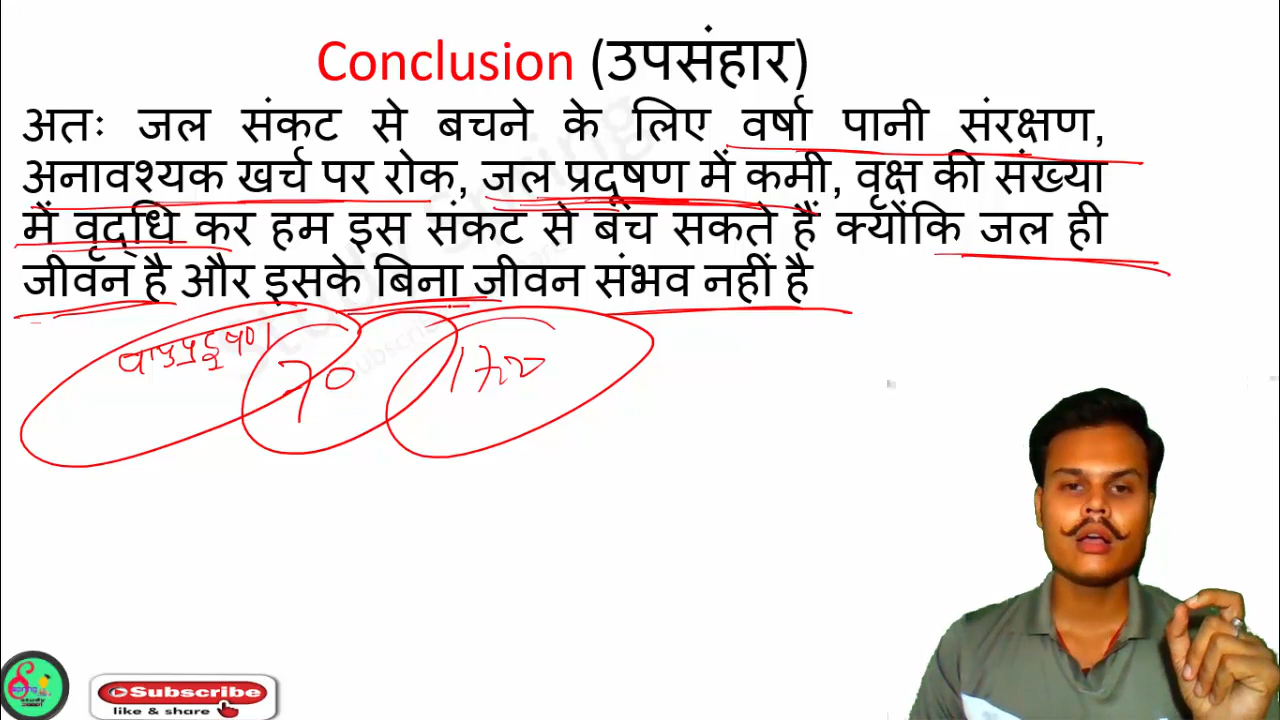 Conclusion (उपसंहार)
अतः जल संकट से बचने के लिए वर्षा पानी संरक्षण,
अनावश्यक खर्च पर रोक, जल प्रदूषण में कमी, वृक्ष की संख्या
में वृद्धि कर हम इस संकट से बच सकते हैं क्योंकि जल ही
जीवन है और इसके बिना जीवन संभव नहीं है
70
Subscribe
like & share